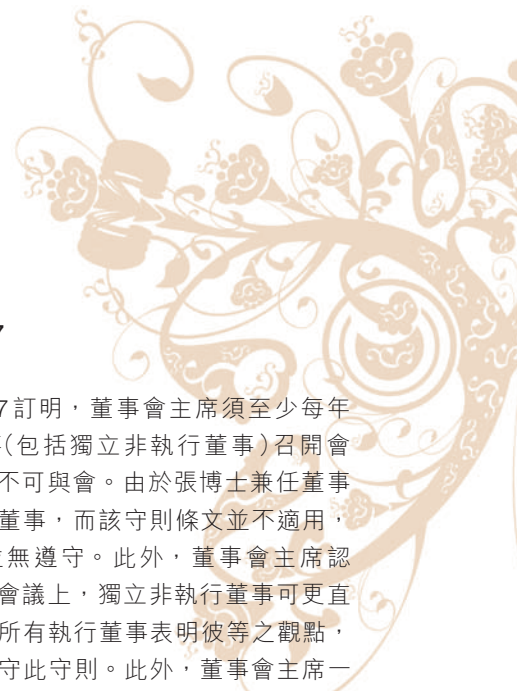 7
7訂明，董事會主席須至少每年
(包括獨立非執行董事)召開會
不可與會。由於張博士兼任董事
董事，而該守則條文並不適用，
無遵守。此外，董事會主席認
會議上，獨立非執行董事可更直
所有執行董事表明彼等之觀點，
守此守則。此外，董事會主席一